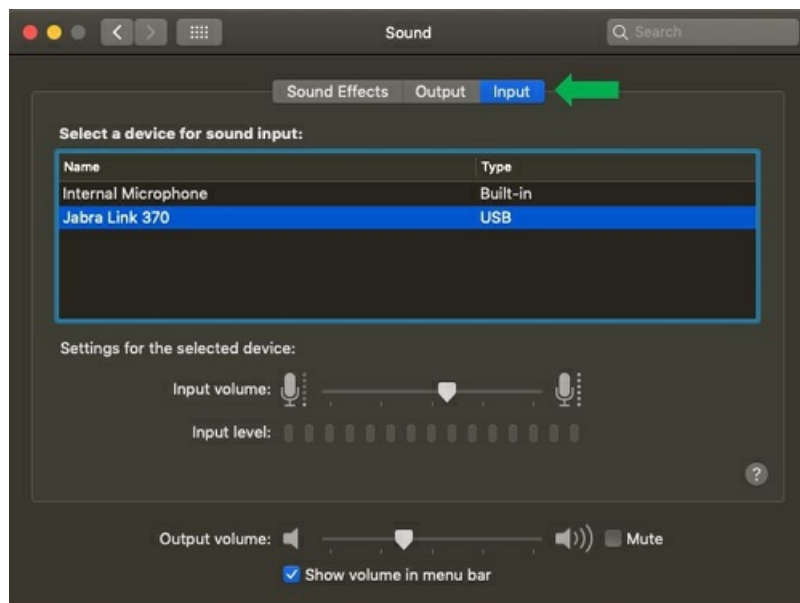 Sound
Search
Sound Effects Output Input
Select a device for sound input:
Name Type
Internal Microphone Built-in
Jabra Link 370 USB
Settings for the selected device:
Input volume:
Input level:
?
Output volume: Mute
Show volume in menu bar